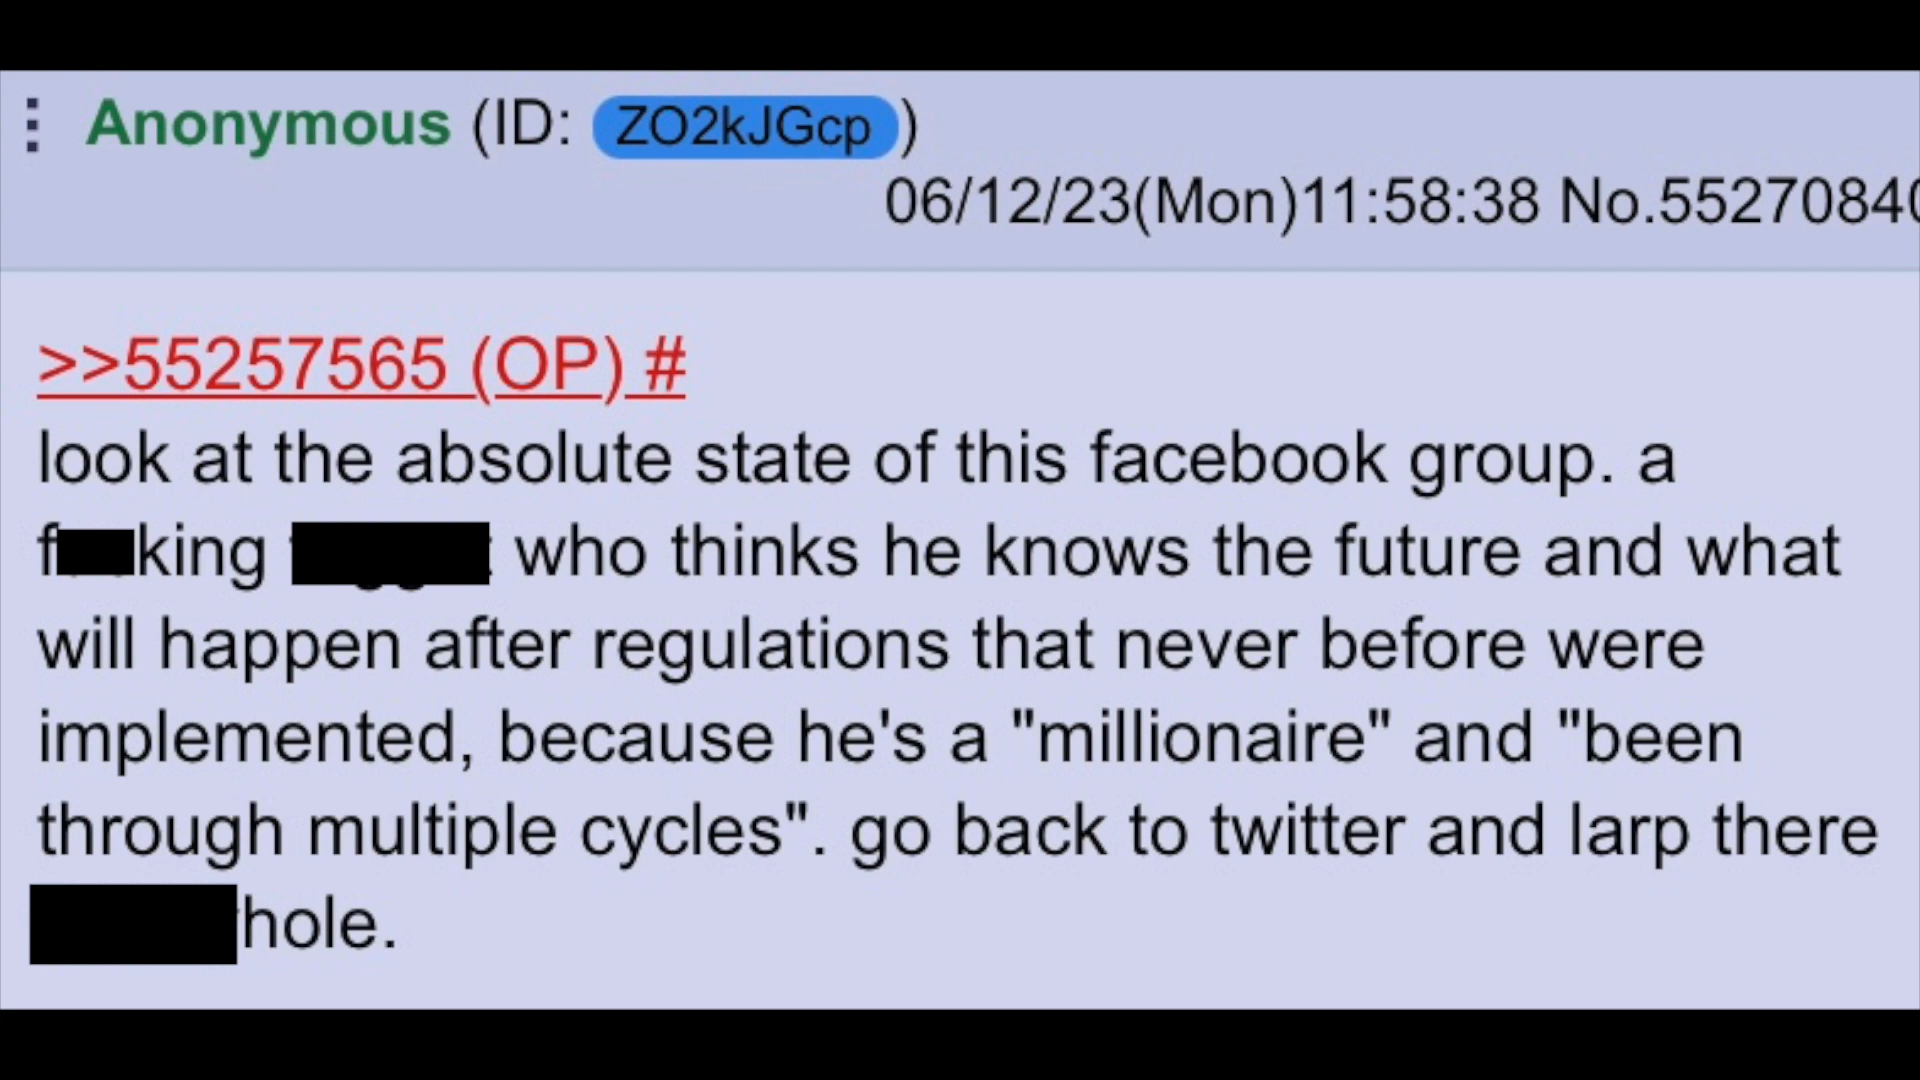 Anonymous (ID: ZO2kJGcp)
06/12/23(Mon)11:58:38 No.55270840
>>55257565 (OP) #
look at the absolute state of this facebook group. a
f king who thinks he knows the future and what
will happen after regulations that never before were
implemented, because he's a "millionaire" and "been
through multiple cycles". go back to twitter and larp there
hole.